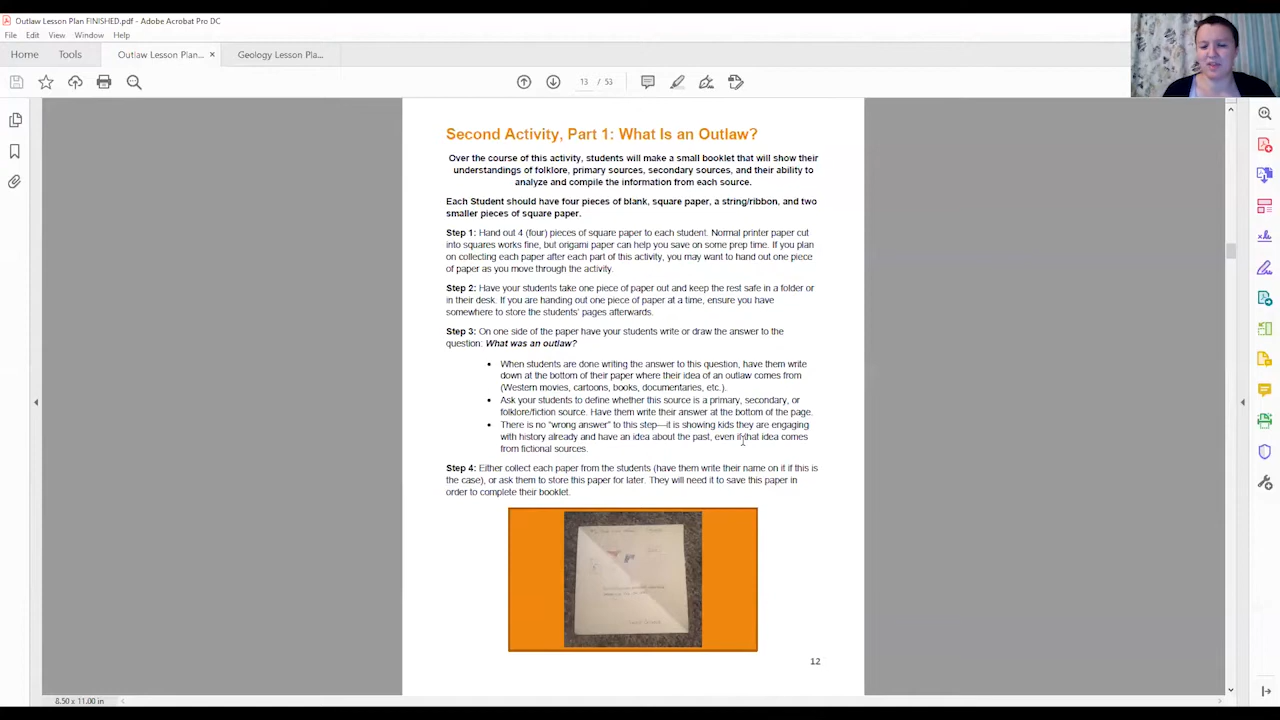 Outlaw Lesson Plan FINISHED.pdf - Adobe Acrobat Pro DC
File Edit View Window Help
Home Tools Outlaw Lesson Plan... × Geology Lesson Pla...
13 / 53
Second Activity, Part 1: What Is an Outlaw?
Over the course of this activity, students will make a small booklet that will show their
understandings of folklore, primary sources, secondary sources, and their ability to
analyze and compile the information from each source.
Each Student should have four pieces of blank, square paper, a string/ribbon, and two
smaller pieces of square paper.
Step 1: Hand out 4 (four) pieces of square paper to each student. Normal printer paper cut
into squares works fine, but origami paper can help you save on some prep time. If you plan
on collecting each paper after each part of this activity, you may want to hand out one piece
of paper as you move through the activity.
Step 2: Have your students take one piece of paper out and keep the rest safe in a folder or
in their desk. If you are handing out one piece of paper at a time, ensure you have
somewhere to store the students' pages afterwards.
Step 3: On one side of the paper have your students write or draw the answer to the
question: What was an outlaw?
• When students are done writing the answer to this question, have them write
down at the bottom of their paper where their idea of an outlaw comes from
(Western movies, cartoons, books, documentaries, etc.).
• Ask your students to define whether this source is a primary, secondary, or
folklore/fiction source. Have them write their answer at the bottom of the page.
• There is no "wrong answer" to this step—it is showing kids they are engaging
with history already and have an idea about the past, even if that idea comes
from fictional sources.
Step 4: Either collect each paper from the students (have them write their name on it if this is
the case), or ask them to store this paper for later. They will need it to save this paper in
order to complete their booklet.
12
8.50 x 11.00 in